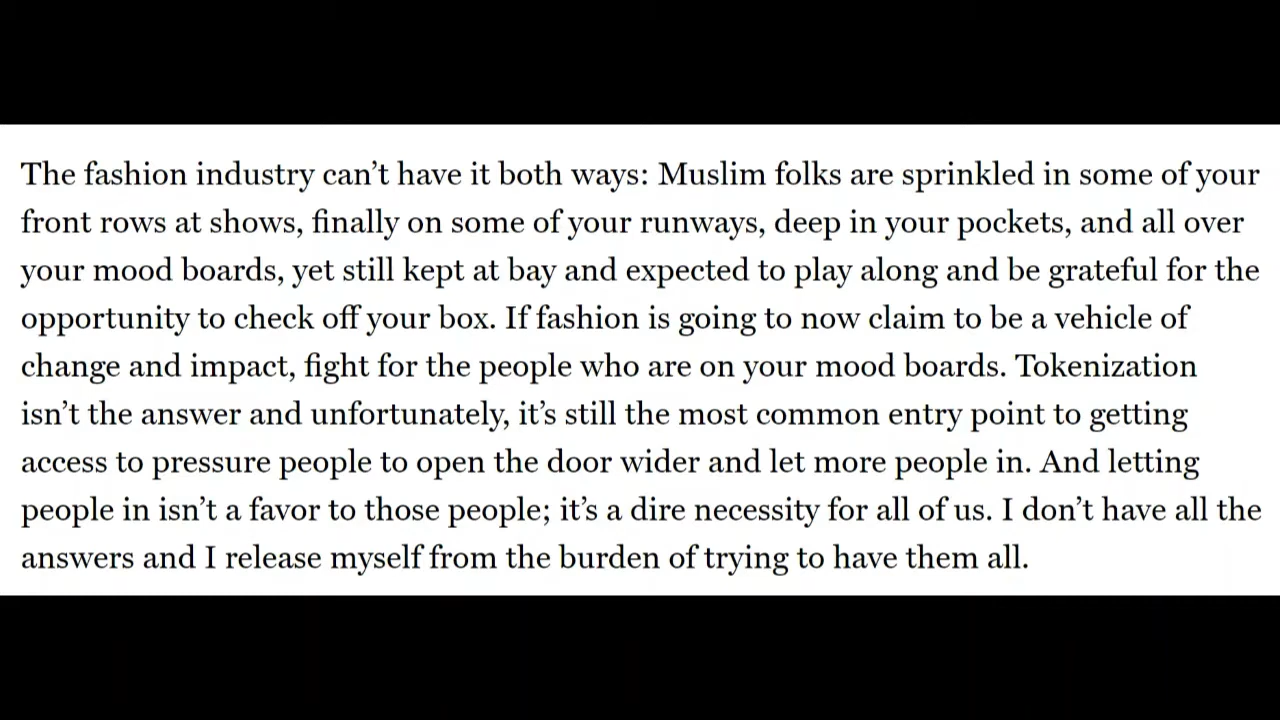 The fashion industry can’t have it both ways: Muslim folks are sprinkled in some of your
front rows at shows, finally on some of your runways, deep in your pockets, and all over
your mood boards, yet still kept at bay and expected to play along and be grateful for the
opportunity to check off your box. If fashion is going to now claim to be a vehicle of
change and impact, fight for the people who are on your mood boards. Tokenization
isn’t the answer and unfortunately, it’s still the most common entry point to getting
access to pressure people to open the door wider and let more people in. And letting
people in isn’t a favor to those people; it’s a dire necessity for all of us. I don’t have all the
answers and I release myself from the burden of trying to have them all.